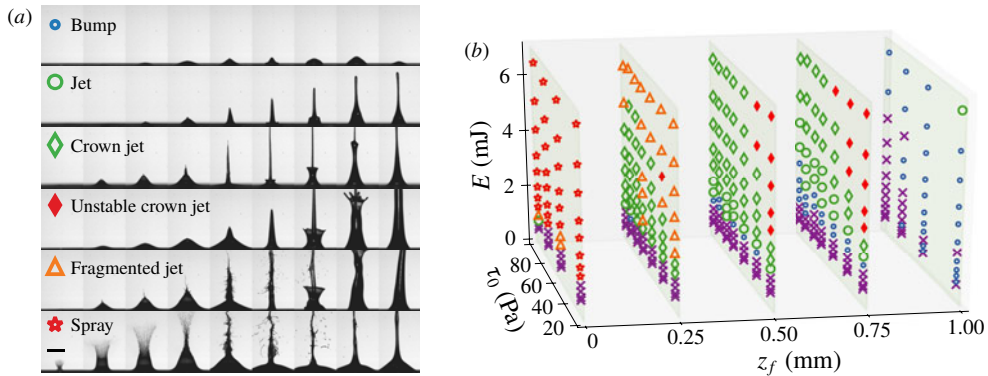 (a)
Bump
Jet
Crown jet
Unstable crown jet
Fragmented jet
Spray
(b)
E (mJ)
6
4
2
0
τ0 (Pa)
80
60
40
20
0
0.25
0.50
0.75
1.00
zf (mm)